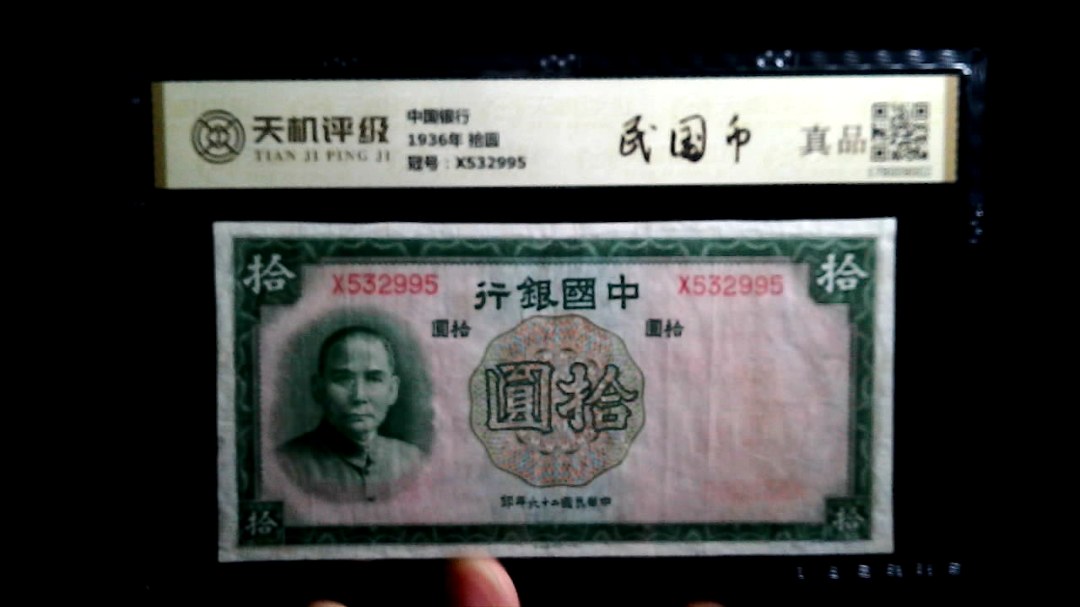 天机评级
TIAN JI PING JI
中国银行
1936年 拾圆
冠号：X532995
民国币
真品
拾
X532995
行銀國中
X532995
拾
圓拾
圓拾
圓拾
印年六十二國民華中
拾
拾